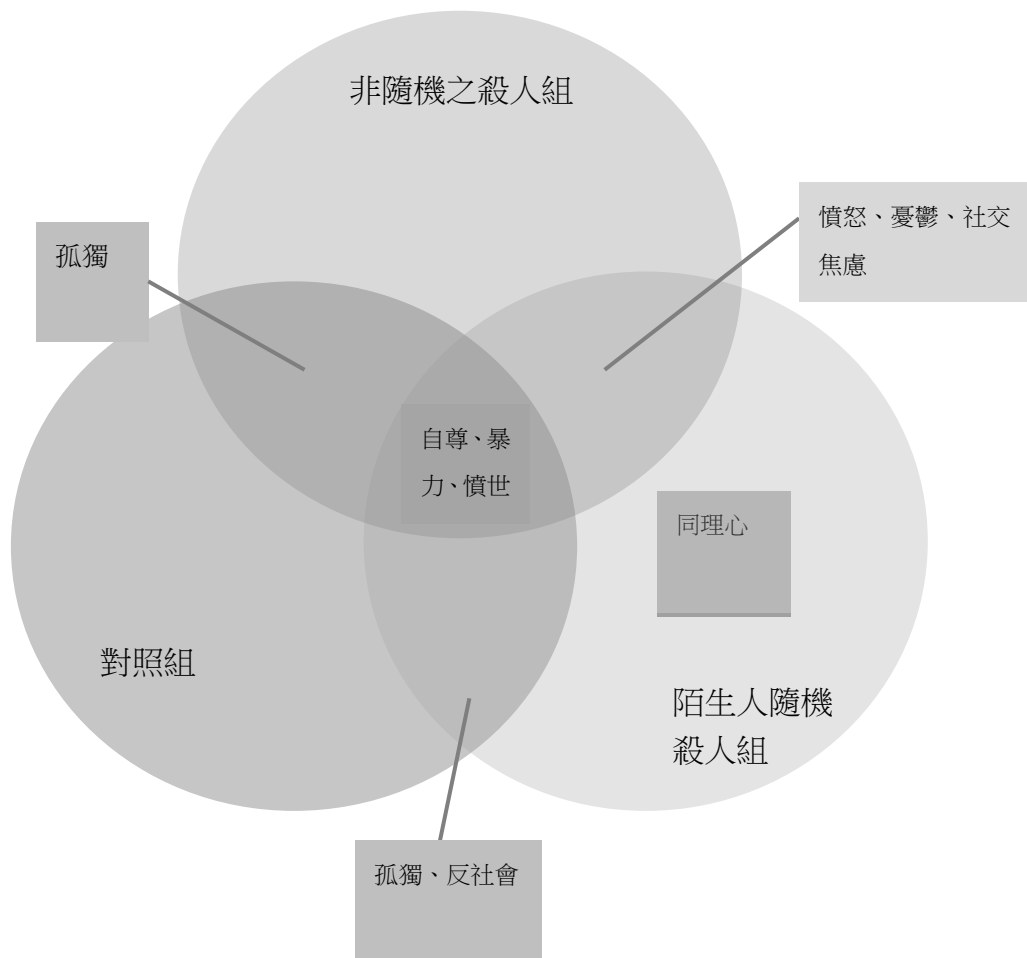 非隨機之殺人組
憤怒、憂鬱、社交
焦慮
孤獨
自尊、暴
力、憤世
同理心
對照組
陌生人隨機
殺人組
孤獨、反社會